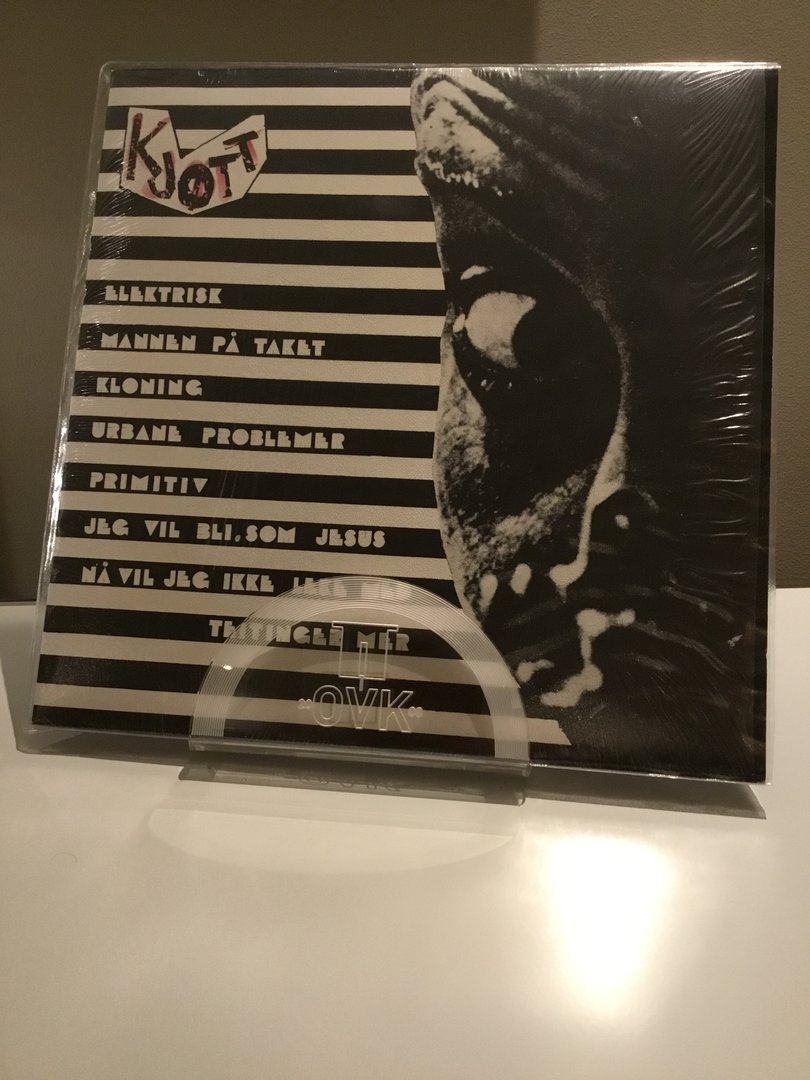 KJØTT
ELEKTRISK
MANNEN PÅ TAKET
KLONING
URBANE PROBLEMER
PRIMITIV
JEG VIL BLI, SOM JESUS
NÅ VIL JEG IKKE
MER
"OVK"